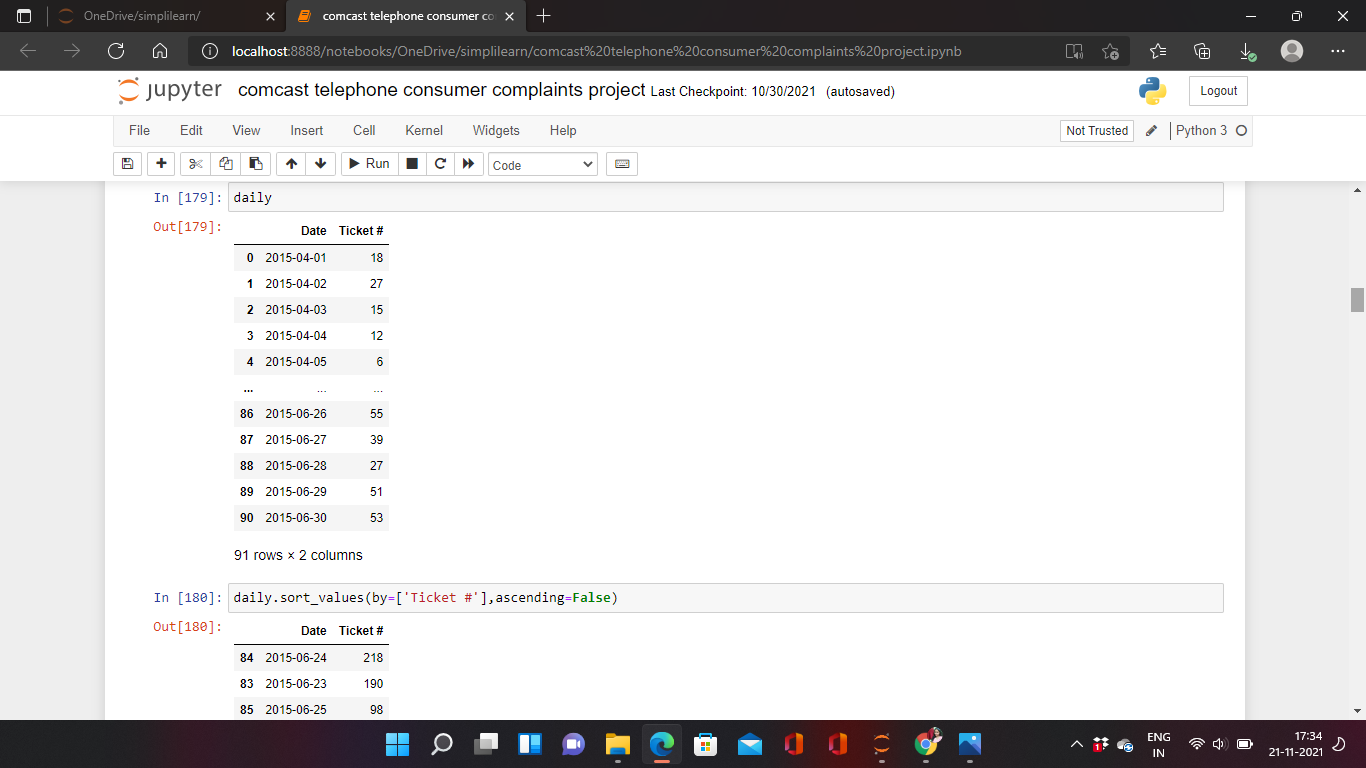 OneDrive/simplilearn/
comcast telephone consumer co
localhost:8888/notebooks/OneDrive/simplilearn/comcast%20telephone%20consumer%20complaints%20project.ipynb
jupyter comcast telephone consumer complaints project Last Checkpoint: 10/30/2021 (autosaved)
Logout
File Edit View Insert Cell Kernel Widgets Help
Not Trusted Python 3
Run Code
In [179]: daily
Out[179]:
Date Ticket #
0 2015-04-01 18
1 2015-04-02 27
2 2015-04-03 15
3 2015-04-04 12
4 2015-04-05 6
... ... ...
86 2015-06-26 55
87 2015-06-27 39
88 2015-06-28 27
89 2015-06-29 51
90 2015-06-30 53
91 rows × 2 columns
In [180]: daily.sort_values(by=['Ticket #'],ascending=False)
Out[180]:
Date Ticket #
84 2015-06-24 218
83 2015-06-23 190
85 2015-06-25 98
1
ENG
IN
17:34
21-11-2021